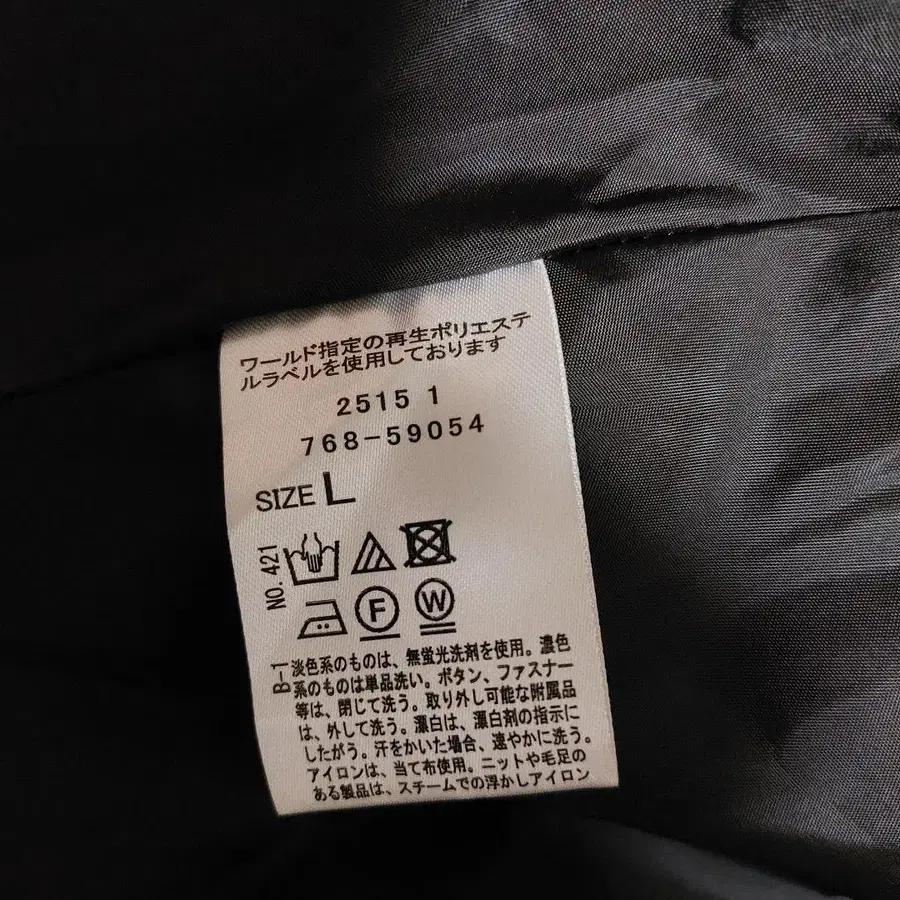 ワールド指定の再生ポリエステ
ルラベルを使用しております
2515 1
768-59054
SIZE L
NO.421
F W
B-1
淡色系のものは、無蛍光洗剤を使用。濃色
系のものは単品洗い。ボタン、ファスナー
等は、閉じて洗う。取り外し可能な附属品
は、外して洗う。漂白は、漂白剤の指示に
したがう。汗をかいた場合、速やかに洗う。
アイロンは、当て布使用。ニットや毛足の
ある製品は、スチームでの浮かしアイロン